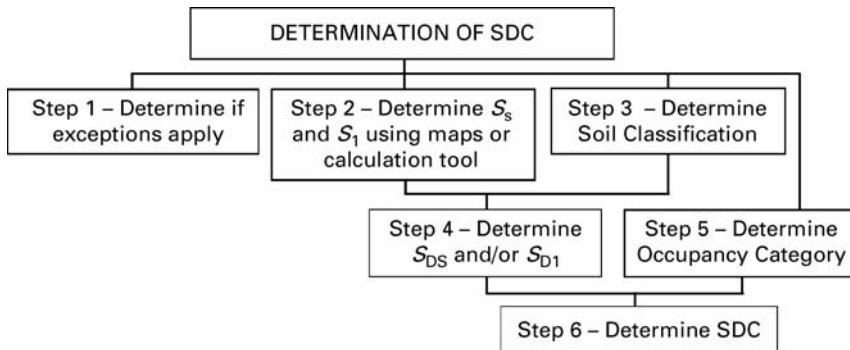 DETERMINATION OF SDC
Step 1 – Determine if
exceptions apply
Step 2 – Determine Ss
and S1 using maps or
calculation tool
Step 3 – Determine
Soil Classification
Step 4 – Determine
SDS and/or SD1
Step 5 – Determine
Occupancy Category
Step 6 – Determine SDC